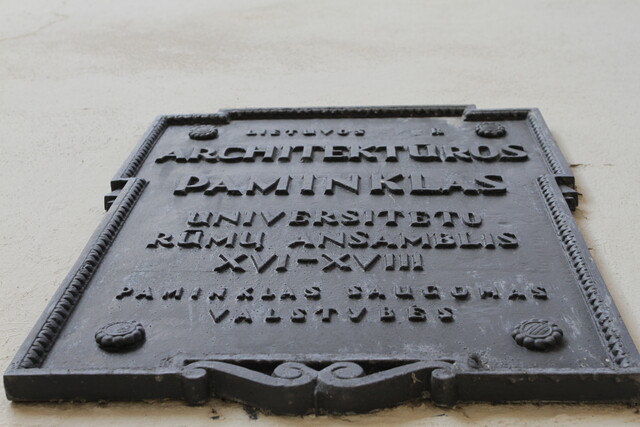 LIETUVOS R
ARCHITEKTŪROS
PAMINKLAS
UNIVERSITETO
RŪMŲ ANSAMBLIS
XVI-XVIII
PAMINKLAS SAUGOMAS
VALSTYBĖS